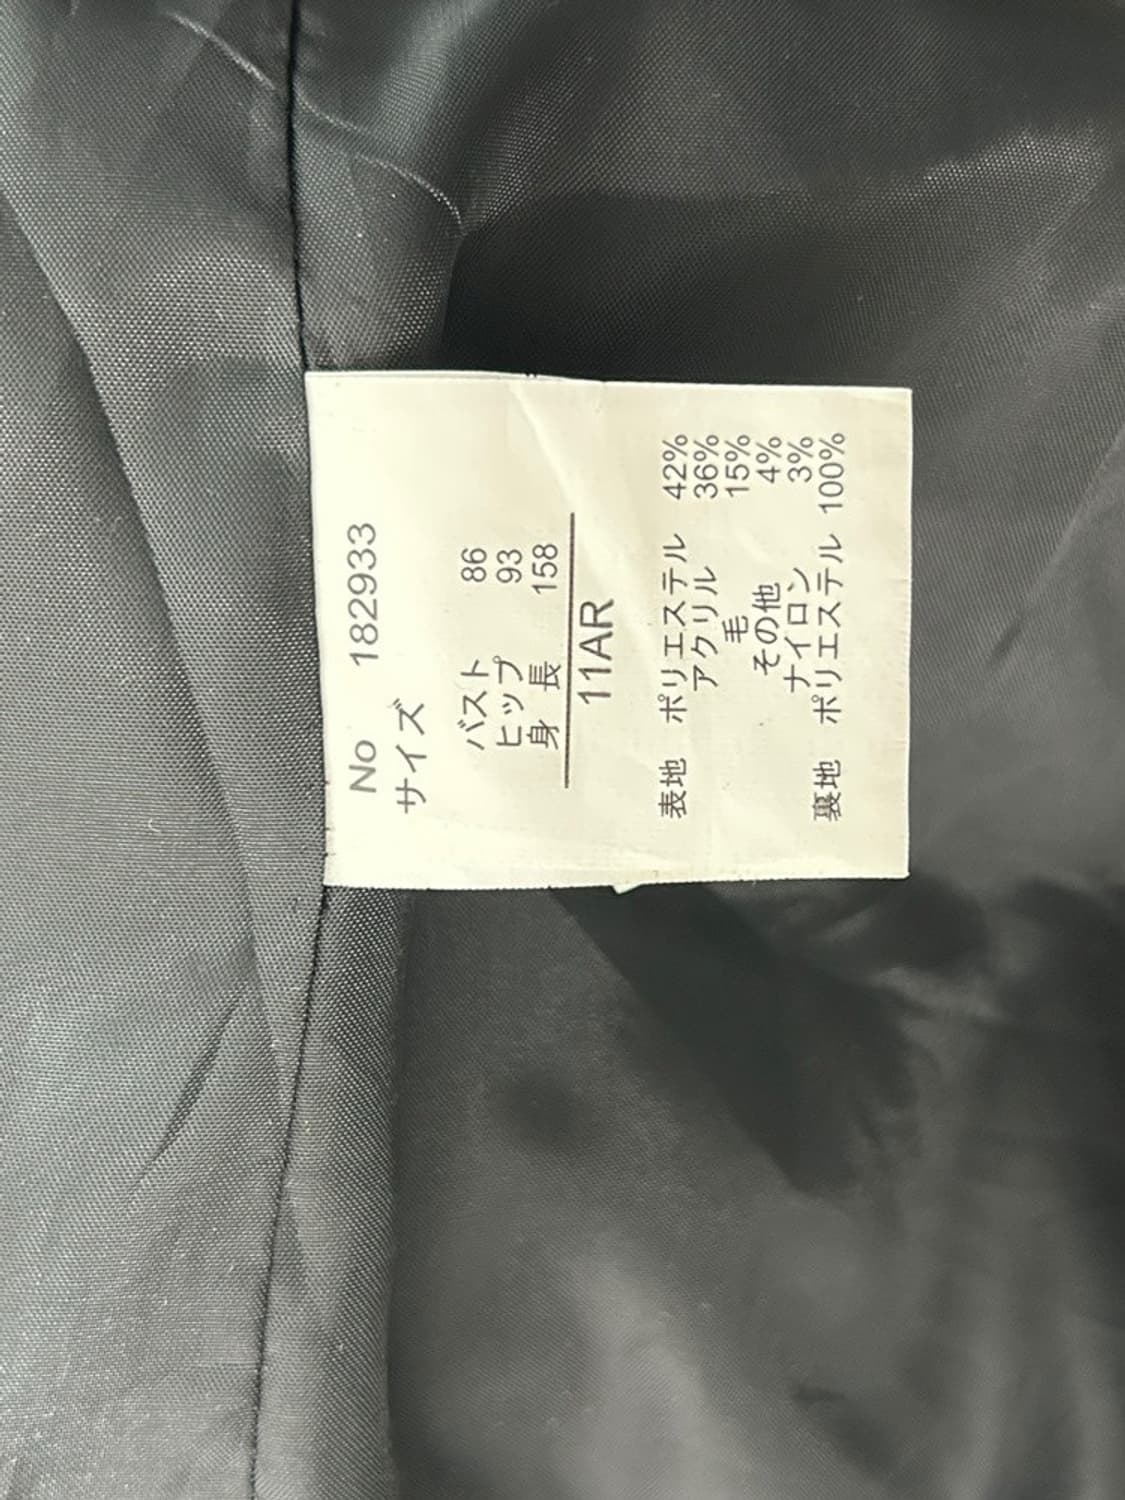 No 182933
サイズ
バスト 86
ヒップ 93
身長 158
11AR
表地 ポリエステル 42%
アクリル 36%
毛 15%
その他 4%
ナイロン 3%
裏地 ポリエステル 100%